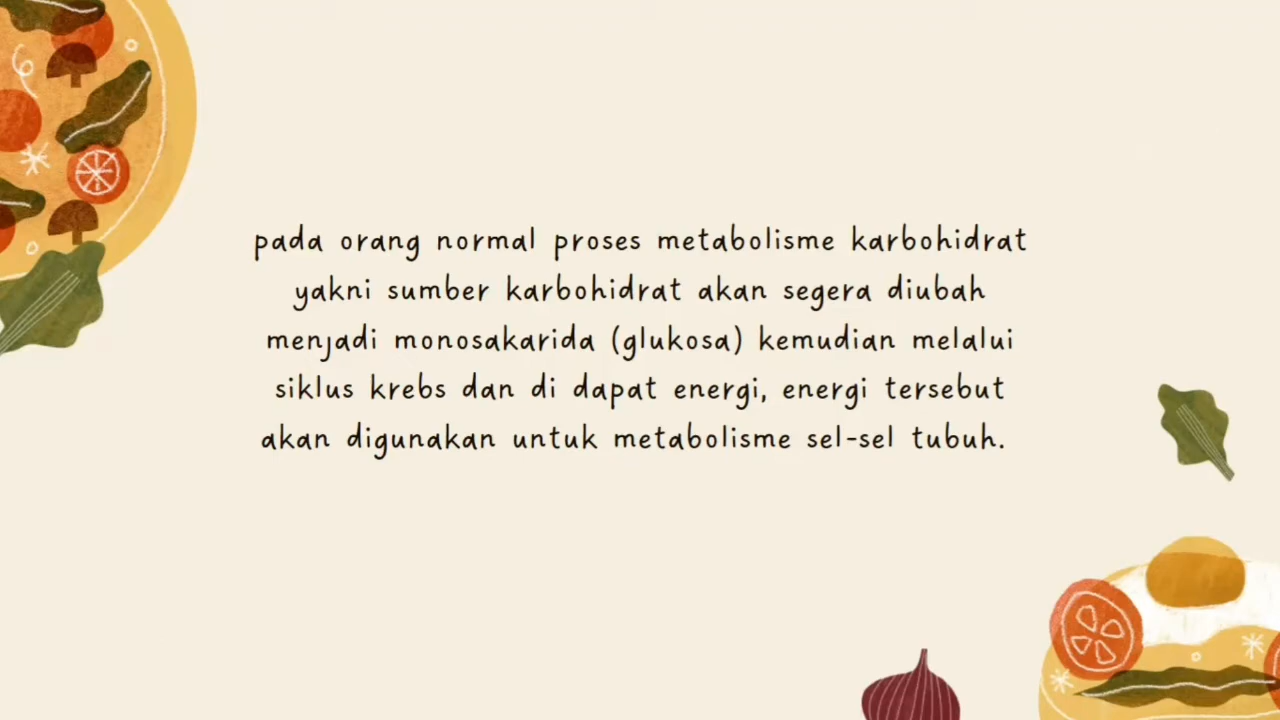 pada orang normal proses metabolisme karbohidrat
yakni sumber karbohidrat akan segera diubah
menjadi monosakarida (glukosa) kemudian melalui
siklus krebs dan di dapat energi, energi tersebut
akan digunakan untuk metabolisme sel-sel tubuh.